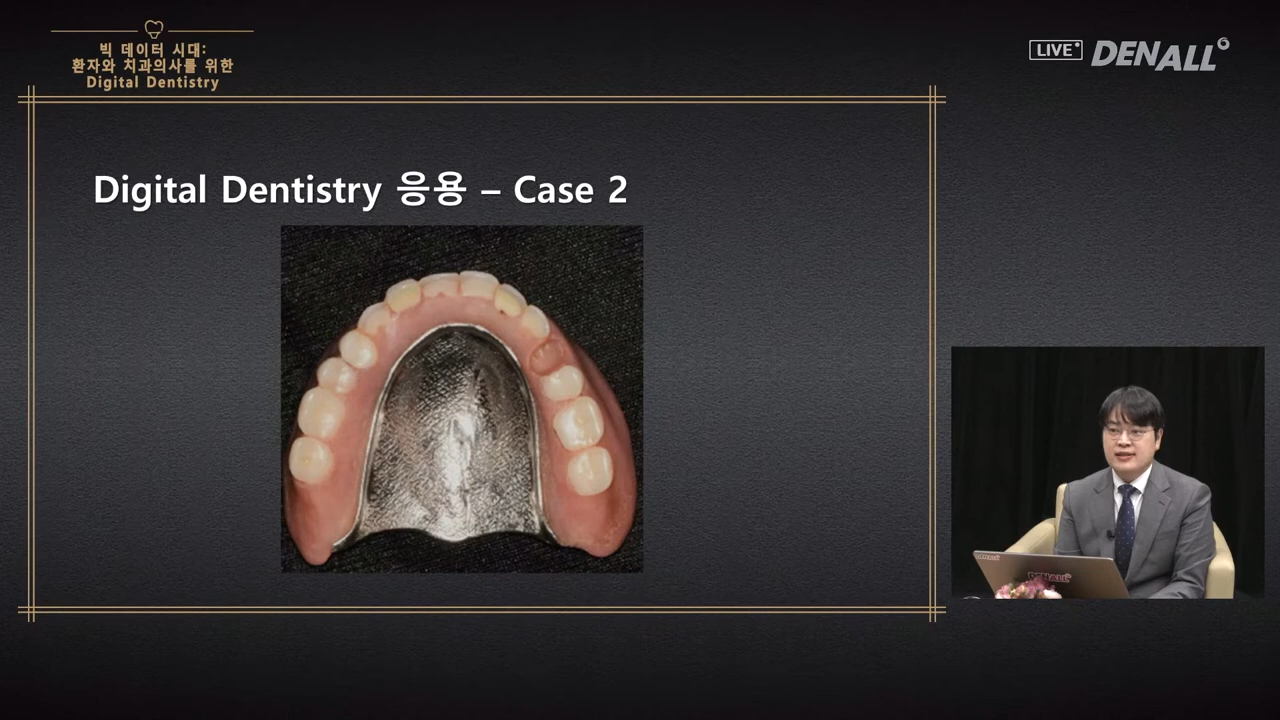 빅 데이터 시대:
환자와 치과의사를 위한
Digital Dentistry
LIVE
DENALL
Digital Dentistry 응용 – Case 2
DENALL